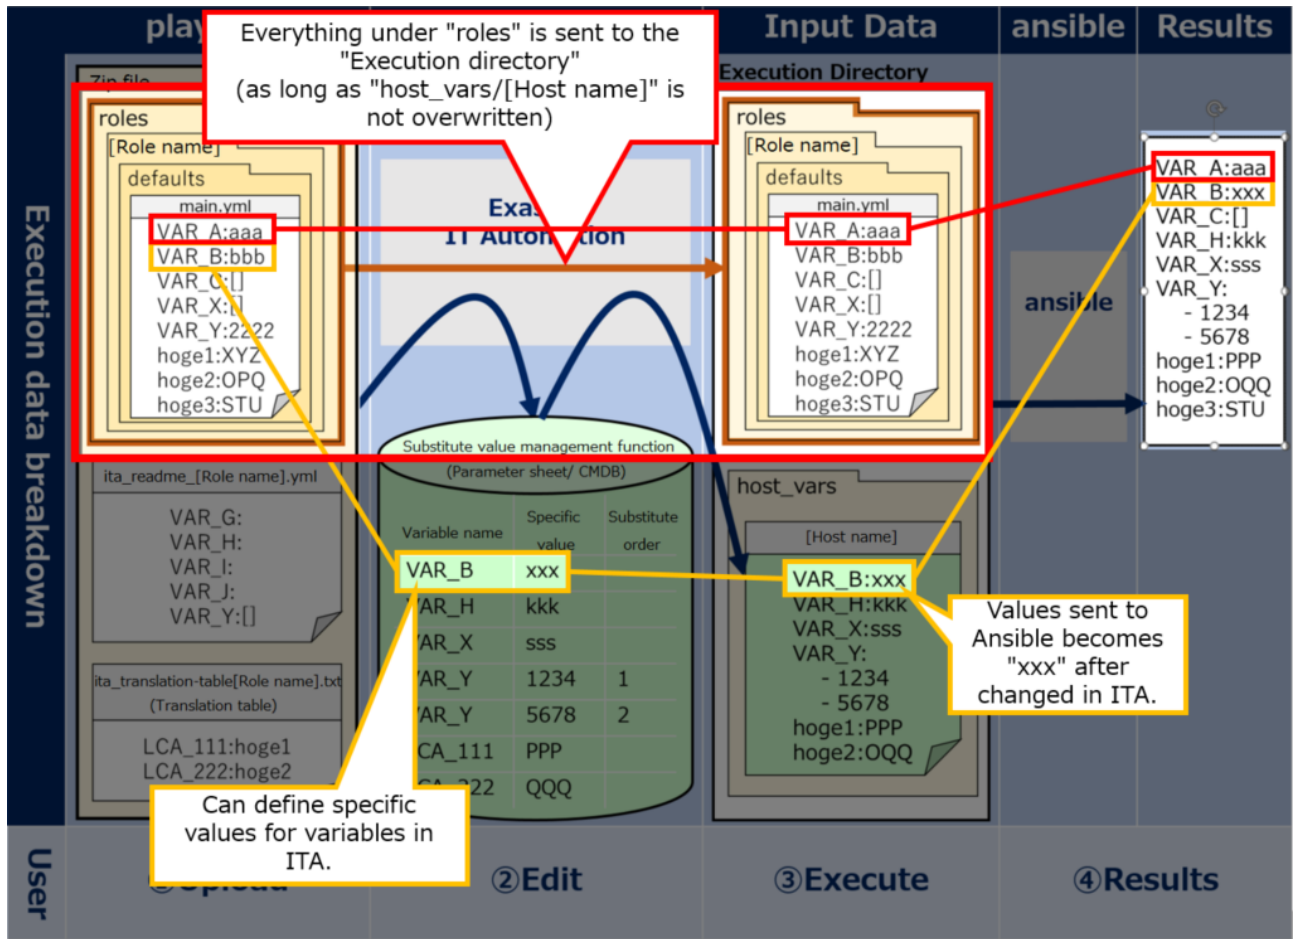 play
Input Data
ansible
Results
Everything under "roles" is sent to the
"Execution directory"
(as long as "host_vars/[Host name]" is
not overwritten)
Execution data breakdown
Zip file
roles
[Role name]
defaults
main.yml
VAR_A:aaa
VAR_B:bbb
VAR_C:[]
VAR_X:[]
VAR_Y:2222
hoge1:XYZ
hoge2:OPQ
hoge3:STU
ita_readme_[Role name].yml
VAR_G:
VAR_H:
VAR_I:
VAR_J:
VAR_Y:[]
ita_translation-table[Role name].txt
(Translation table)
LCA_111:hoge1
LCA_222:hoge2
Exas
IT Automation
Substitute value management function
(Parameter sheet/ CMDB)
Variable name Specific value Substitute order
VAR_B xxx
VAR_H kkk
VAR_X sss
VAR_Y 1234 1
VAR_Y 5678 2
LCA_111 PPP
LCA_222 QQQ
Can define specific
values for variables in
ITA.
Execution Directory
roles
[Role name]
defaults
main.yml
VAR_A:aaa
VAR_B:bbb
VAR_C:[]
VAR_X:[]
VAR_Y:2222
hoge1:XYZ
hoge2:OPQ
hoge3:STU
host_vars
[Host name]
VAR_B:xxx
VAR_H:kkk
VAR_X:sss
VAR_Y:
- 1234
- 5678
hoge1:PPP
hoge2:OQQ
Values sent to
Ansible becomes
"xxx" after
changed in ITA.
ansible
VAR_A:aaa
VAR_B:xxx
VAR_C:[]
VAR_H:kkk
VAR_X:sss
VAR_Y:
- 1234
- 5678
hoge1:PPP
hoge2:OQQ
hoge3:STU
User
①Upload
②Edit
③Execute
④Results